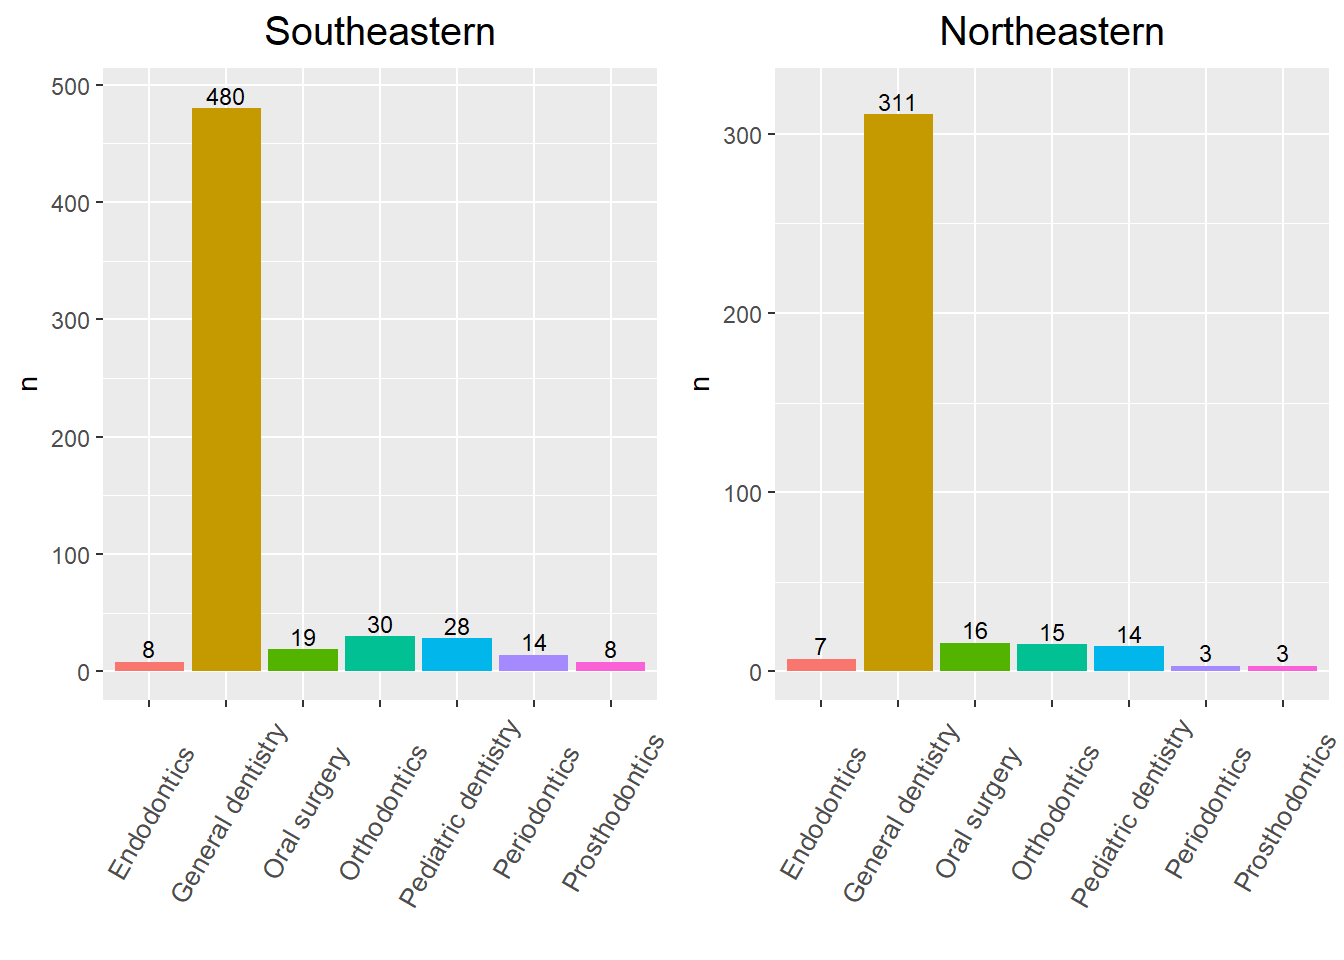 Southeastern
n
500
400
300
200
100
0
8
480
19
30
28
14
8
Endodontics
General dentistry
Oral surgery
Orthodontics
Pediatric dentistry
Periodontics
Prosthodontics
Northeastern
n
300
200
100
0
7
311
16
15
14
3
3
Endodontics
General dentistry
Oral surgery
Orthodontics
Pediatric dentistry
Periodontics
Prosthodontics